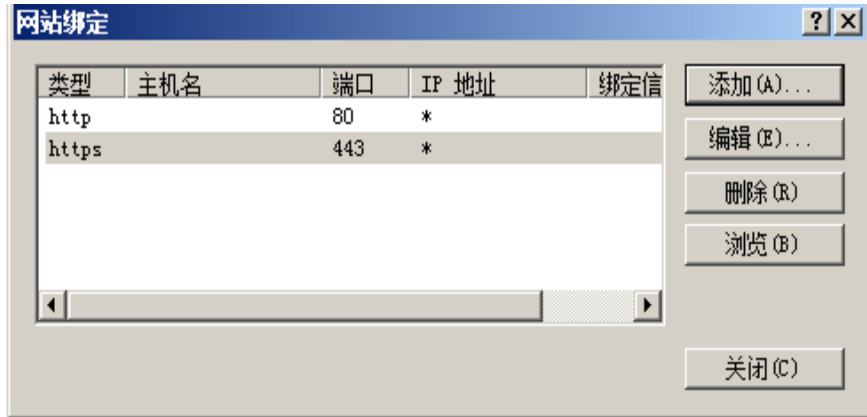 网站绑定
类型 主机名 端口 IP 地址 绑定信
http 80 *
https 443 *
添加(A)...
编辑(E)...
删除(R)
浏览(B)
关闭(C)